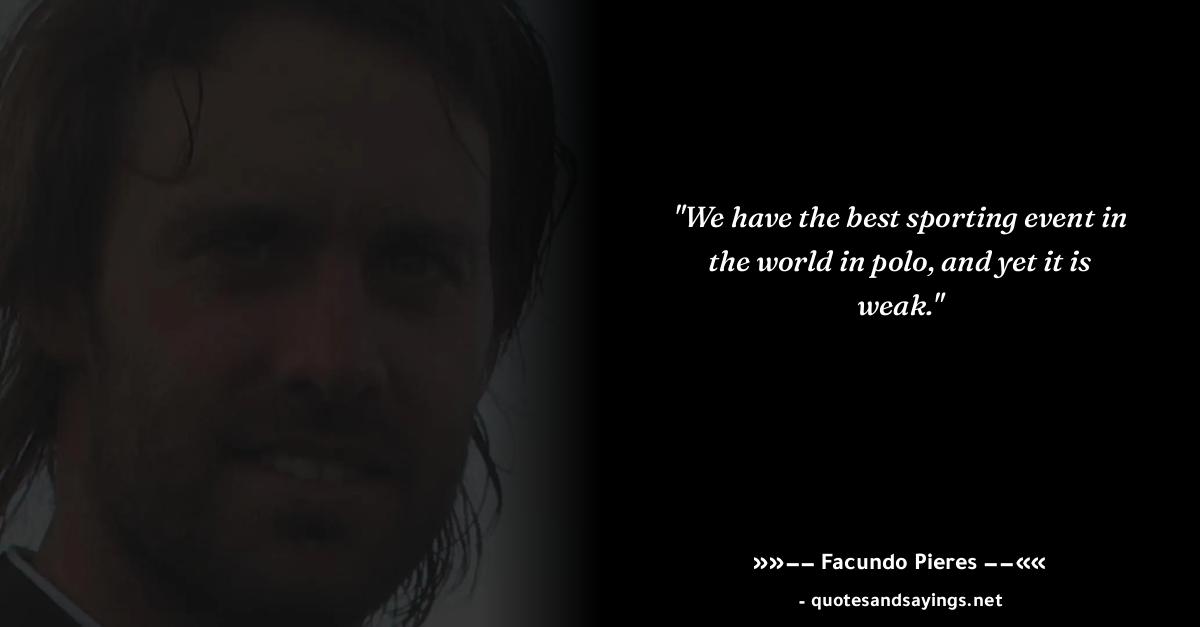 "We have the best sporting event in
the world in polo, and yet it is
weak."
»»−− Facundo Pieres −−««
- quotesandsayings.net